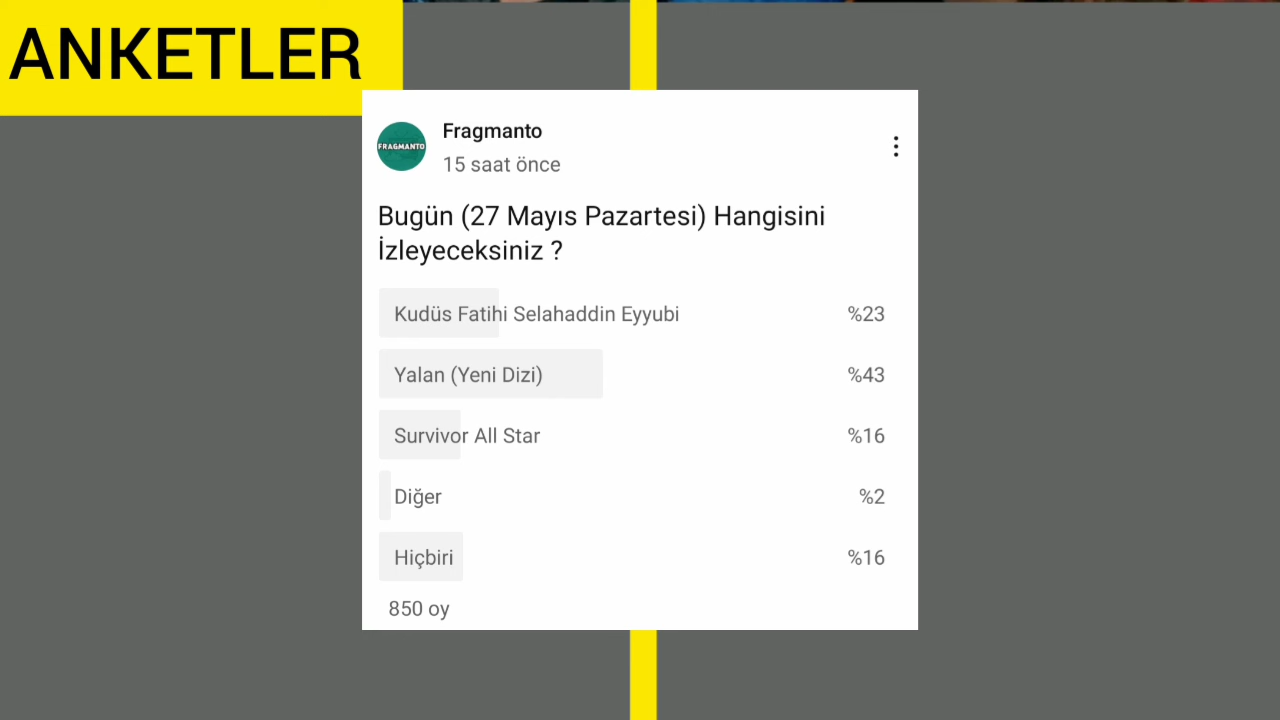 ANKETLER
FRAGMANTO
Fragmanto
15 saat önce
Bugün (27 Mayıs Pazartesi) Hangisini
İzleyeceksiniz ?
Kudüs Fatihi Selahaddin Eyyubi %23
Yalan (Yeni Dizi) %43
Survivor All Star %16
Diğer %2
Hiçbiri %16
850 oy